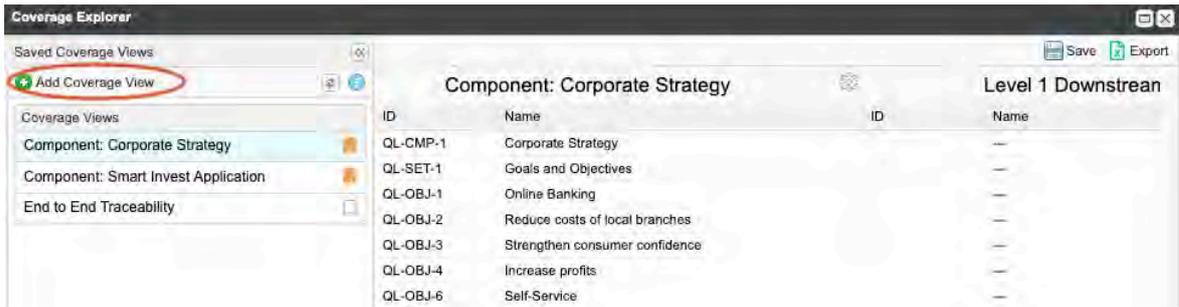 Coverage Explorer
Saved Coverage Views
Save Export
Add Coverage View
Component: Corporate Strategy Level 1 Downstrean
Coverage Views
ID Name ID Name
Component: Corporate Strategy
QL-CMP-1 Corporate Strategy —
Component: Smart Invest Application
QL-SET-1 Goals and Objectives —
End to End Traceability
QL-OBJ-1 Online Banking —
QL-OBJ-2 Reduce costs of local branches —
QL-OBJ-3 Strengthen consumer confidence —
QL-OBJ-4 Increase profits —
QL-OBJ-6 Self-Service —